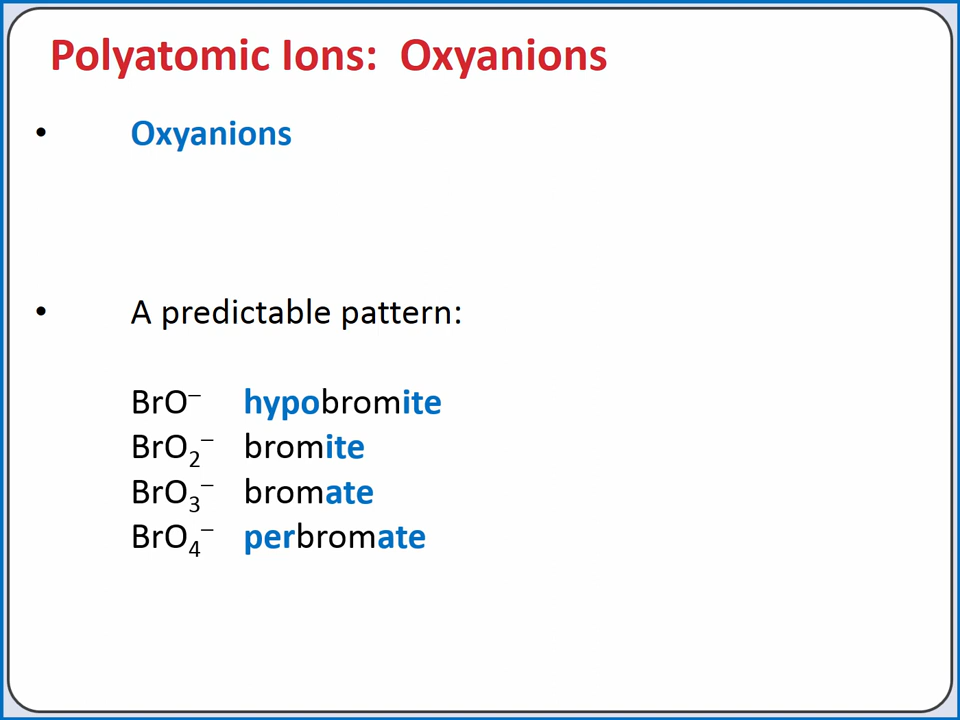 Polyatomic Ions:  Oxyanions
• Oxyanions
• A predictable pattern:
BrO⁻ hypobromite
BrO₂⁻ bromite
BrO₃⁻ bromate
BrO₄⁻ perbromate